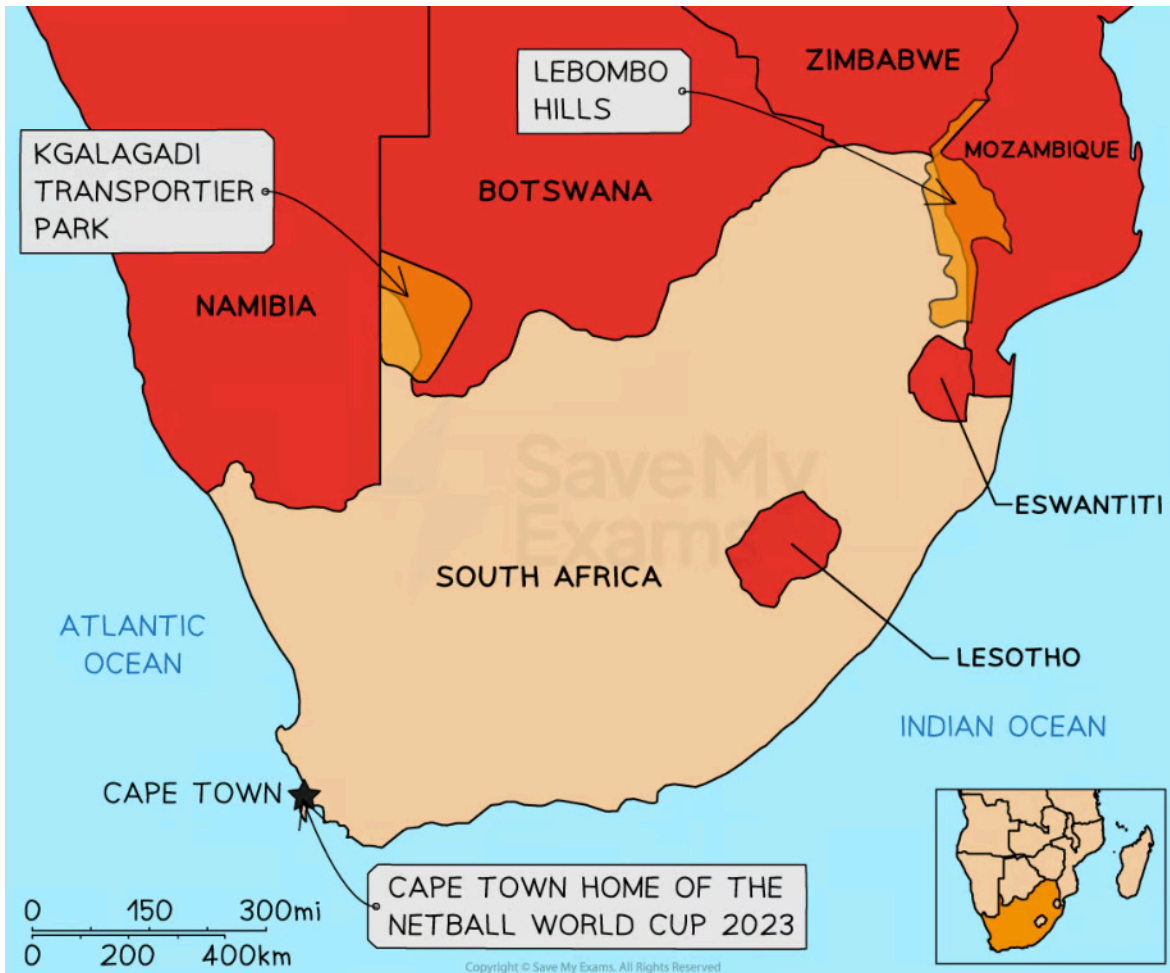 ZIMBABWE
LEBOMBO
HILLS
KGALAGADI
TRANSPORTIER
PARK
MOZAMBIQUE
BOTSWANA
NAMIBIA
SaveMy
Exams
ESWANTITI
SOUTH AFRICA
ATLANTIC
OCEAN
LESOTHO
INDIAN OCEAN
CAPE TOWN
CAPE TOWN HOME OF THE
NETBALL WORLD CUP 2023
0 150 300mi
0 200 400km
Copyright © Save My Exams. All Rights Reserved